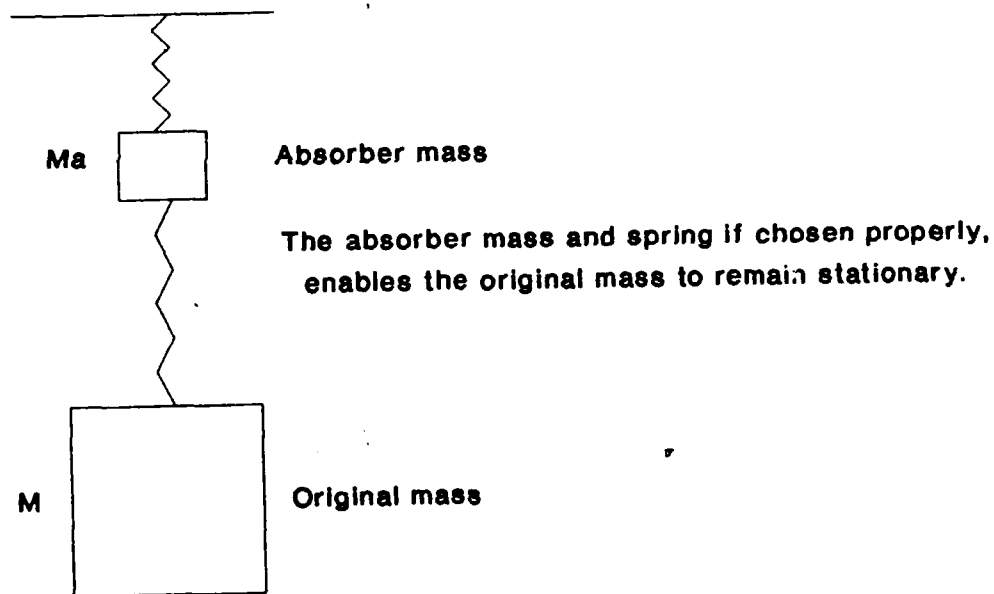 Ma
Absorber mass
The absorber mass and spring if chosen properly,
enables the original mass to remain stationary.
M
Original mass